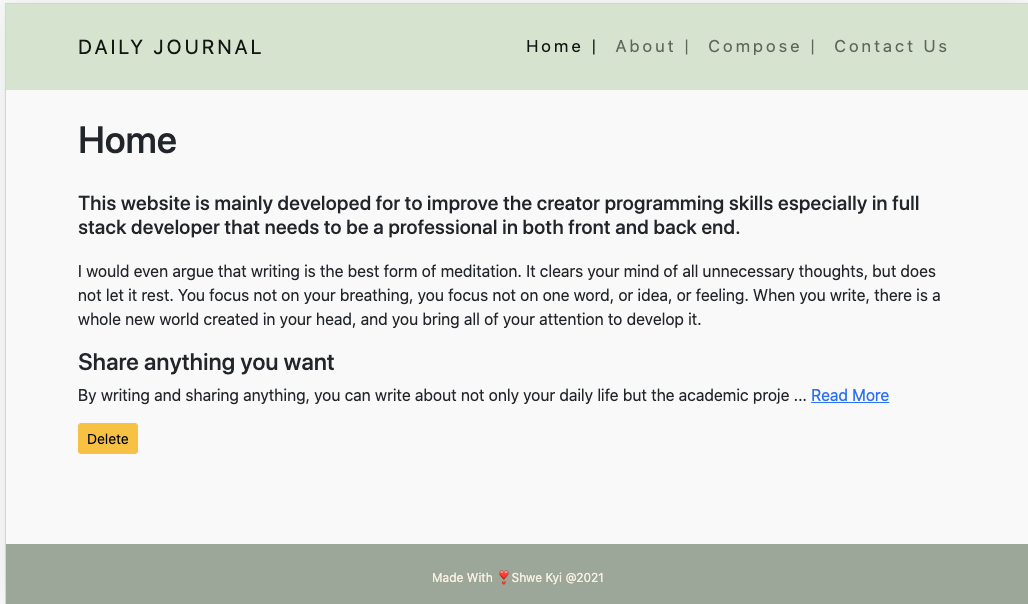 DAILY JOURNAL
Home | About | Compose | Contact Us
Home
This website is mainly developed for to improve the creator programming skills especially in full
stack developer that needs to be a professional in both front and back end.
I would even argue that writing is the best form of meditation. It clears your mind of all unnecessary thoughts, but does
not let it rest. You focus not on your breathing, you focus not on one word, or idea, or feeling. When you write, there is a
whole new world created in your head, and you bring all of your attention to develop it.
Share anything you want
By writing and sharing anything, you can write about not only your daily life but the academic proje ... Read More
Delete
Made With ❣️Shwe Kyi @2021